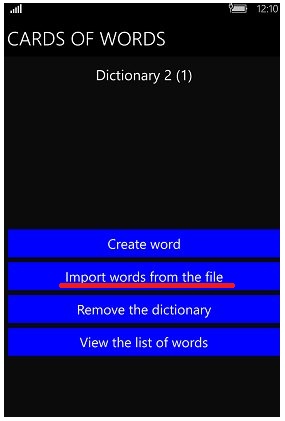 12:10
CARDS OF WORDS
Dictionary 2 (1)
Create word
Import words from the file
Remove the dictionary
View the list of words